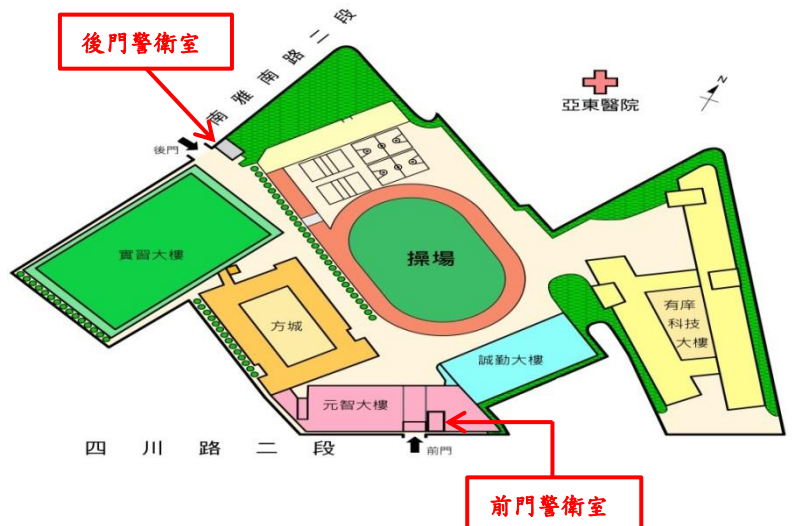 後門警衛室
南雅南路二段
N
亞東醫院
後門
實習大樓
操場
方城
有庠
科技
大樓
誠勤大樓
元智大樓
四川路二段
前門
前門警衛室